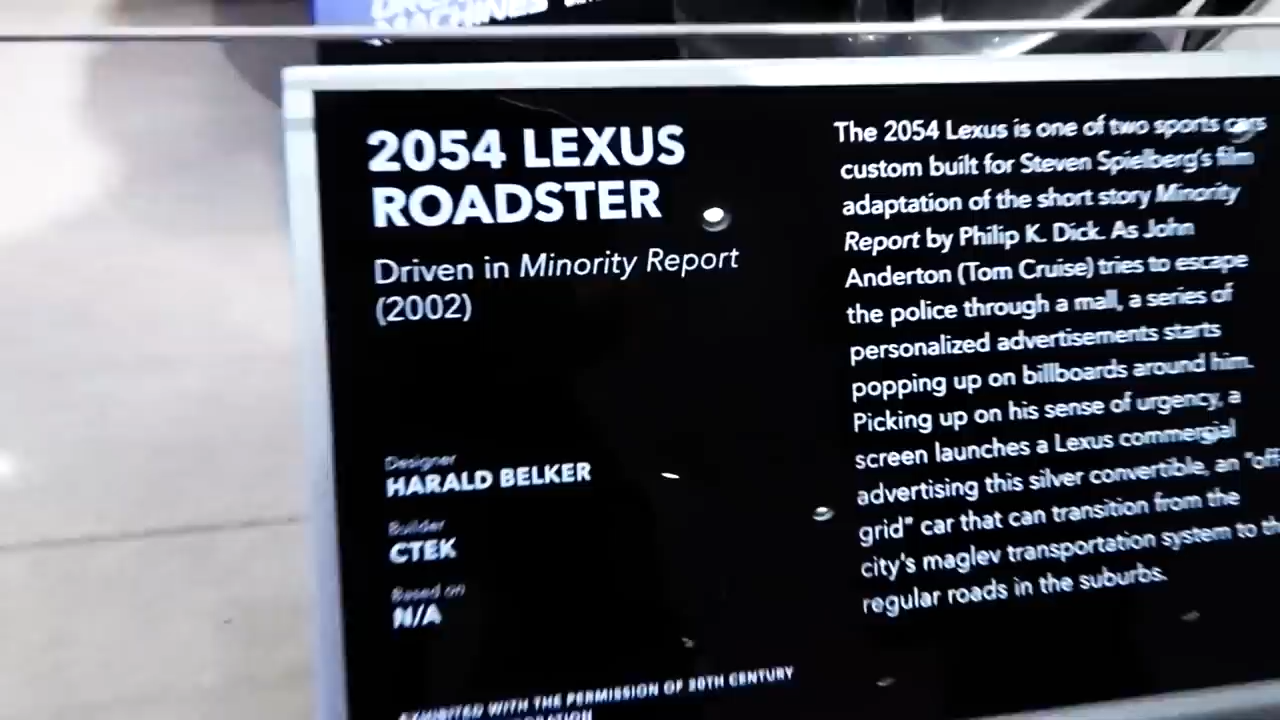 MACHINES
2054 LEXUS
ROADSTER
Driven in Minority Report
(2002)
Designer
HARALD BELKER
Builder
CTEK
Based on
N/A
EXHIBITED WITH THE PERMISSION OF 20TH CENTURY
The 2054 Lexus is one of two sports cars
custom built for Steven Spielberg's film
adaptation of the short story Minority
Report by Philip K. Dick. As John
Anderton (Tom Cruise) tries to escape
the police through a mall, a series of
personalized advertisements starts
popping up on billboards around him.
Picking up on his sense of urgency, a
screen launches a Lexus commercial
advertising this silver convertible, an "off-
grid" car that can transition from the
city's maglev transportation system to
regular roads in the suburbs.